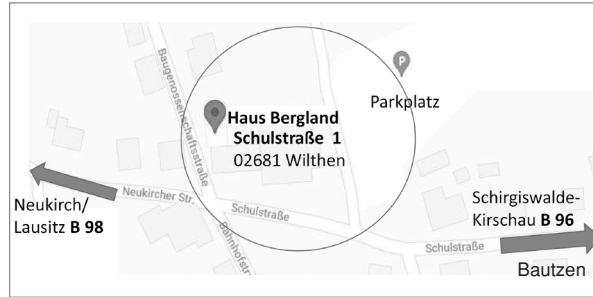 Baugenossenschaftsstraße
P
Parkplatz
Haus Bergland
Schulstraße 1
02681 Wilthen
Neukircher Str.
Neukirch/
Lausitz B 98
Schulstraße
Bahnhofstr
Schirgiswalde-
Kirschau B 96
Schulstraße
Bautzen